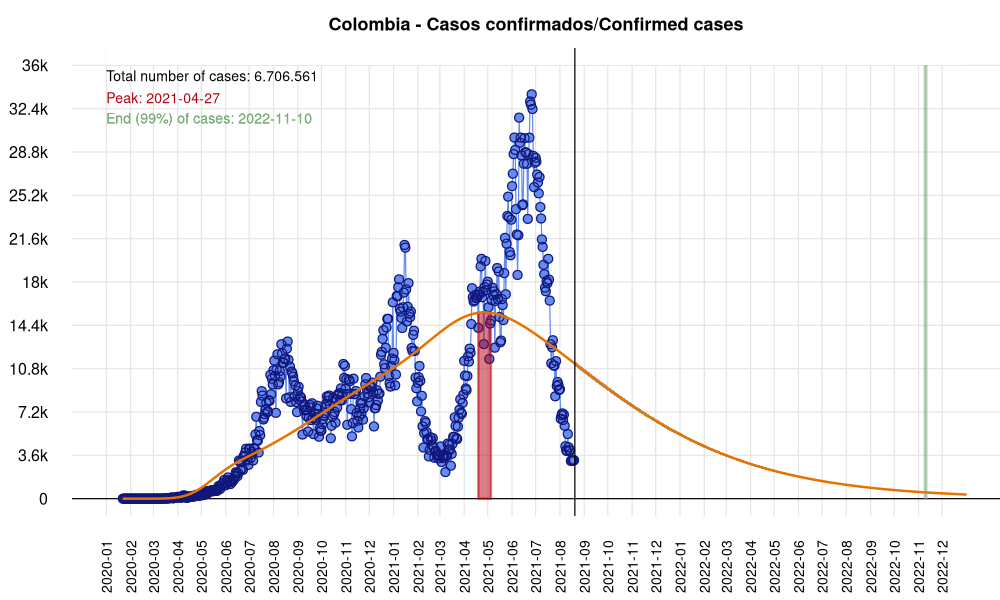 Colombia - Casos confirmados/Confirmed cases
Total number of cases: 6.706.561
Peak: 2021-04-27
End (99%) of cases: 2022-11-10
36k
32.4k
28.8k
25.2k
21.6k
18k
14.4k
10.8k
7.2k
3.6k
0
2020-01
2020-02
2020-03
2020-04
2020-05
2020-06
2020-07
2020-08
2020-09
2020-10
2020-11
2020-12
2021-01
2021-02
2021-03
2021-04
2021-05
2021-06
2021-07
2021-08
2021-09
2021-10
2021-11
2021-12
2022-01
2022-02
2022-03
2022-04
2022-05
2022-06
2022-07
2022-08
2022-09
2022-10
2022-11
2022-12